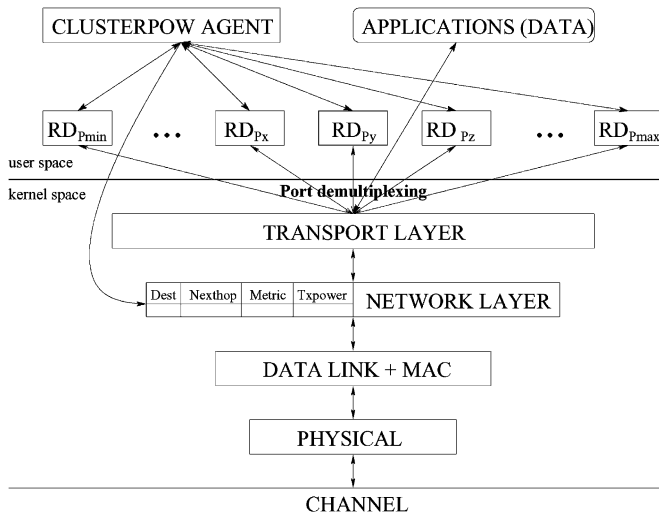 CLUSTERPOW AGENT
APPLICATIONS (DATA)
RDPmin ... RDPx RDPy RDPz ... RDPmax
user space
kernel space
Port demultiplexing
TRANSPORT LAYER
Dest Nexthop Metric Txpower NETWORK LAYER
DATA LINK + MAC
PHYSICAL
CHANNEL